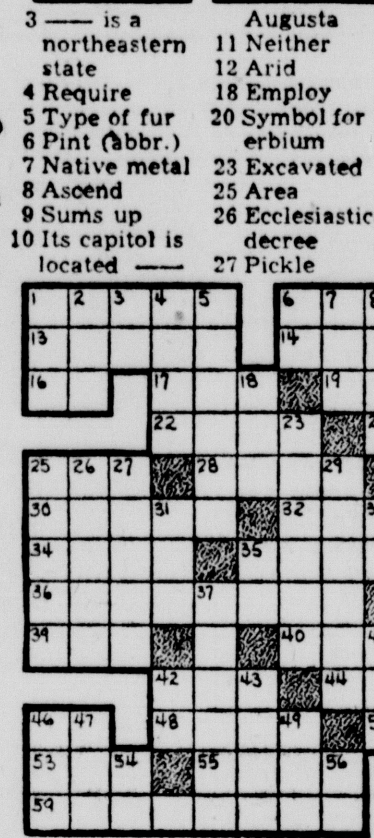 3 —— is a
northeastern
state
4 Require
5 Type of fur
6 Pint (abbr.)
7 Native metal
8 Ascend
9 Sums up
10 Its capitol is
located ——
Augusta
11 Neither
12 Arid
18 Employ
20 Symbol for
erbium
23 Excavated
25 Area
26 Ecclesiastic
decree
27 Pickle
1 2 3 4 5 6 7 8
13 14
16 17 18 19
22 23
25 26 27 28 29
30 31 32
34 35
36 37
39 40
42 43 44
46 47 48 49
53 54 55 56
59